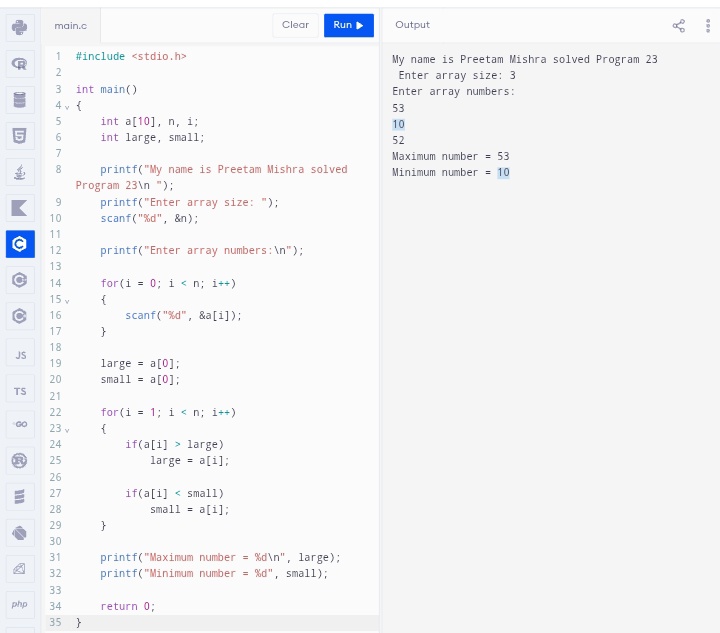 main.c
Clear
Run
Output
1 #include <stdio.h>
2
3 int main()
4 {
5     int a[10], n, i;
6     int large, small;
7
8     printf("My name is Preetam Mishra solved
Program 23\n ");
9     printf("Enter array size: ");
10     scanf("%d", &n);
11
12     printf("Enter array numbers:\n");
13
14     for(i = 0; i < n; i++)
15     {
16         scanf("%d", &a[i]);
17     }
18
19     large = a[0];
20     small = a[0];
21
22     for(i = 1; i < n; i++)
23     {
24         if(a[i] > large)
25             large = a[i];
26
27         if(a[i] < small)
28             small = a[i];
29     }
30
31     printf("Maximum number = %d\n", large);
32     printf("Minimum number = %d", small);
33
34     return 0;
35 }
My name is Preetam Mishra solved Program 23
 Enter array size: 3
Enter array numbers:
53
10
52
Maximum number = 53
Minimum number = 10
R
5
C
C
C
JS
TS
GO
php